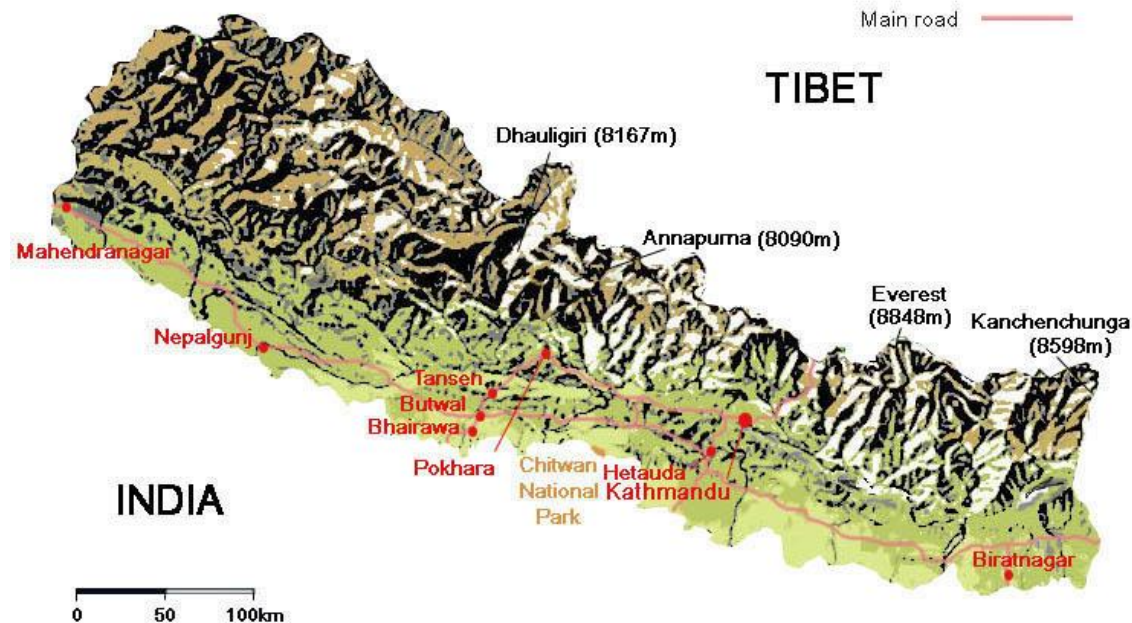 Main road
TIBET
Dhauligiri (8167m)
Annapurna (8090m)
Everest
(8848m)
Kanchenchunga
(8598m)
Mahendranagar
Nepalgunj
Tanseh
Butwal
Bhairawa
Pokhara
Chitwan
National
Park
Hetauda
Kathmandu
INDIA
Biratnagar
0 50 100km